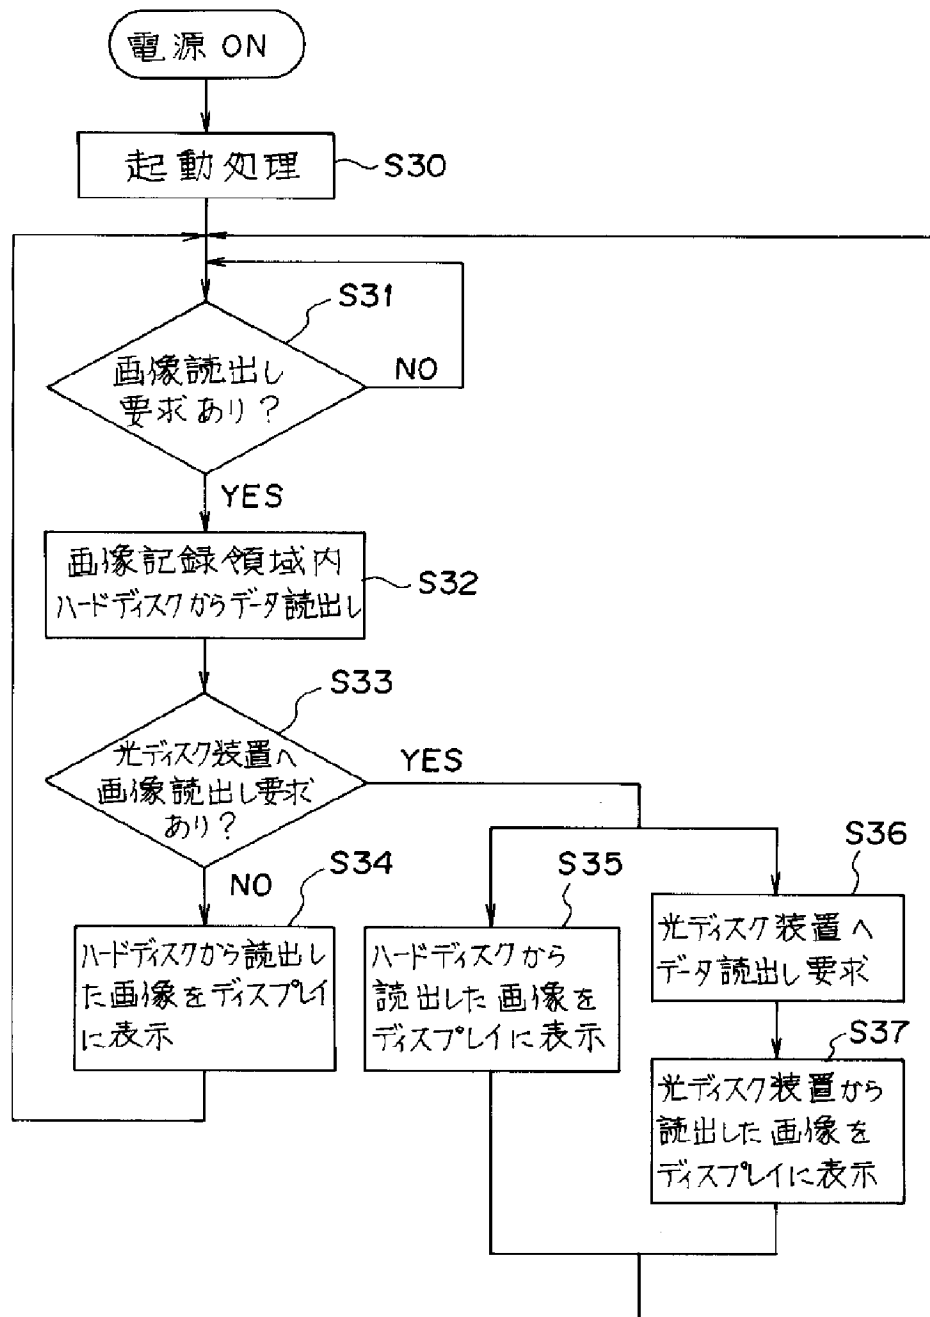 電源 ON
起動処理
S30
S31
画像読出し
要求あり?
NO
YES
画像記録領域内
ハードディスクからデータ読出し
S32
S33
光ディスク装置へ
画像読出し要求
あり?
YES
NO
S34
ハードディスクから読出し
た画像をディスプレイ
に表示
S35
ハードディスクから
読出した画像を
ディスプレイに表示
S36
光ディスク装置へ
データ読出し要求
S37
光ディスク装置から
読出した画像を
ディスプレイに表示